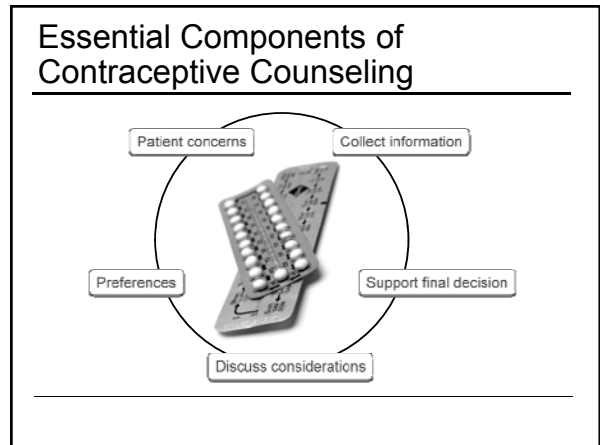 Essential Components of
Contraceptive Counseling
Patient concerns
Collect information
Preferences
Support final decision
Discuss considerations